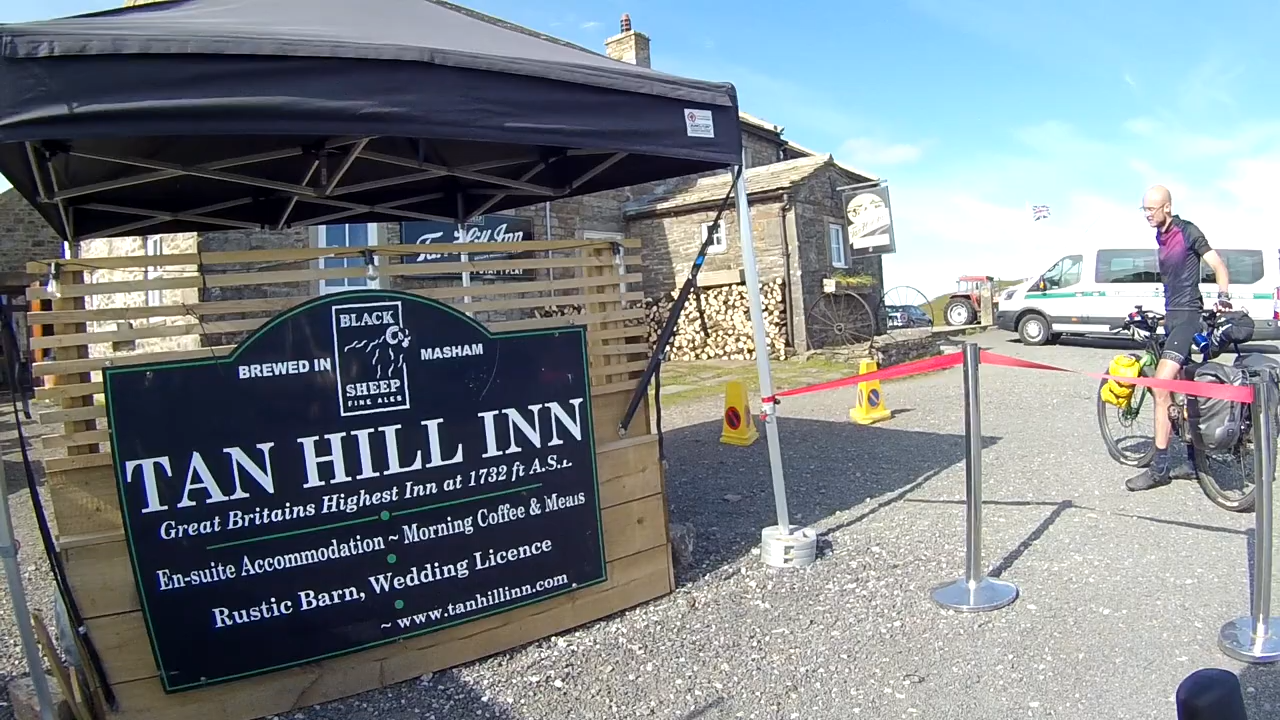 Tan Hill Inn
BLACK
BREWED IN
MASHAM
SHEEP
FINE ALES
TAN HILL INN
Great Britains Highest Inn at 1732 ft A.S.L
En-suite Accommodation ~ Morning Coffee & Meals
Rustic Barn, Wedding Licence
~ www.tanhillinn.com